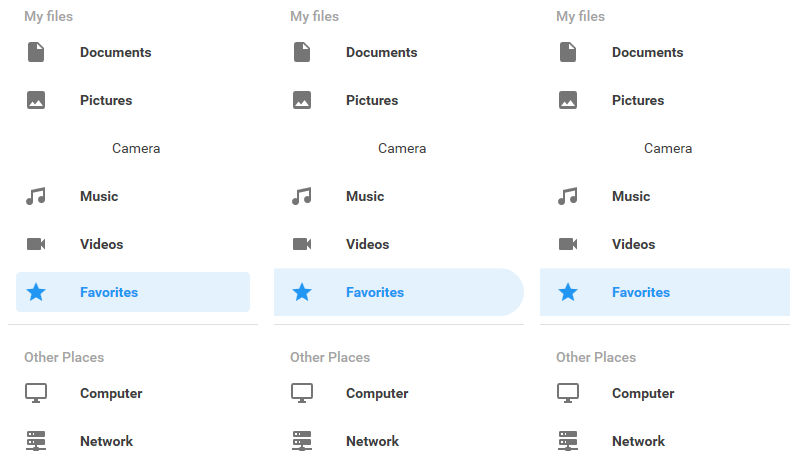 My files
Documents
Pictures
Camera
Music
Videos
Favorites
Other Places
Computer
Network
My files
Documents
Pictures
Camera
Music
Videos
Favorites
Other Places
Computer
Network
My files
Documents
Pictures
Camera
Music
Videos
Favorites
Other Places
Computer
Network